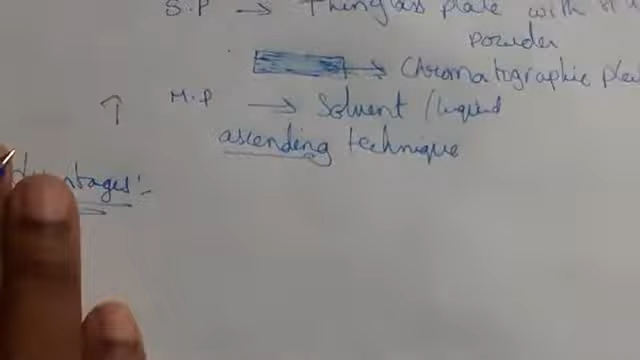 S.P → Thin glass plate with
powder
→ Chromatographic
M.P → Solvent / liquid
ascending technique